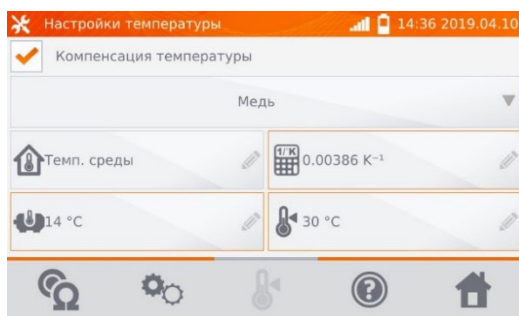 Настройки температуры 14:36 2019.04.10
Компенсация температуры
Медь
Темп. среды
1/°K 0.00386 K⁻¹
14 °C
30 °C